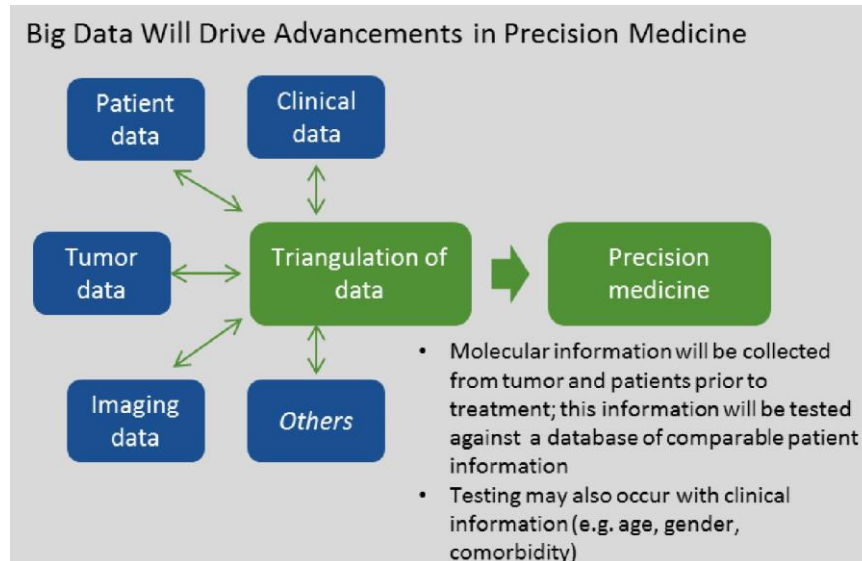 Big Data Will Drive Advancements in Precision Medicine
Patient
data
Clinical
data
Tumor
data
Triangulation of
data
Precision
medicine
Imaging
data
Others
• Molecular information will be collected
from tumor and patients prior to
treatment; this information will be tested
against a database of comparable patient
information
• Testing may also occur with clinical
information (e.g. age, gender,
comorbidity)